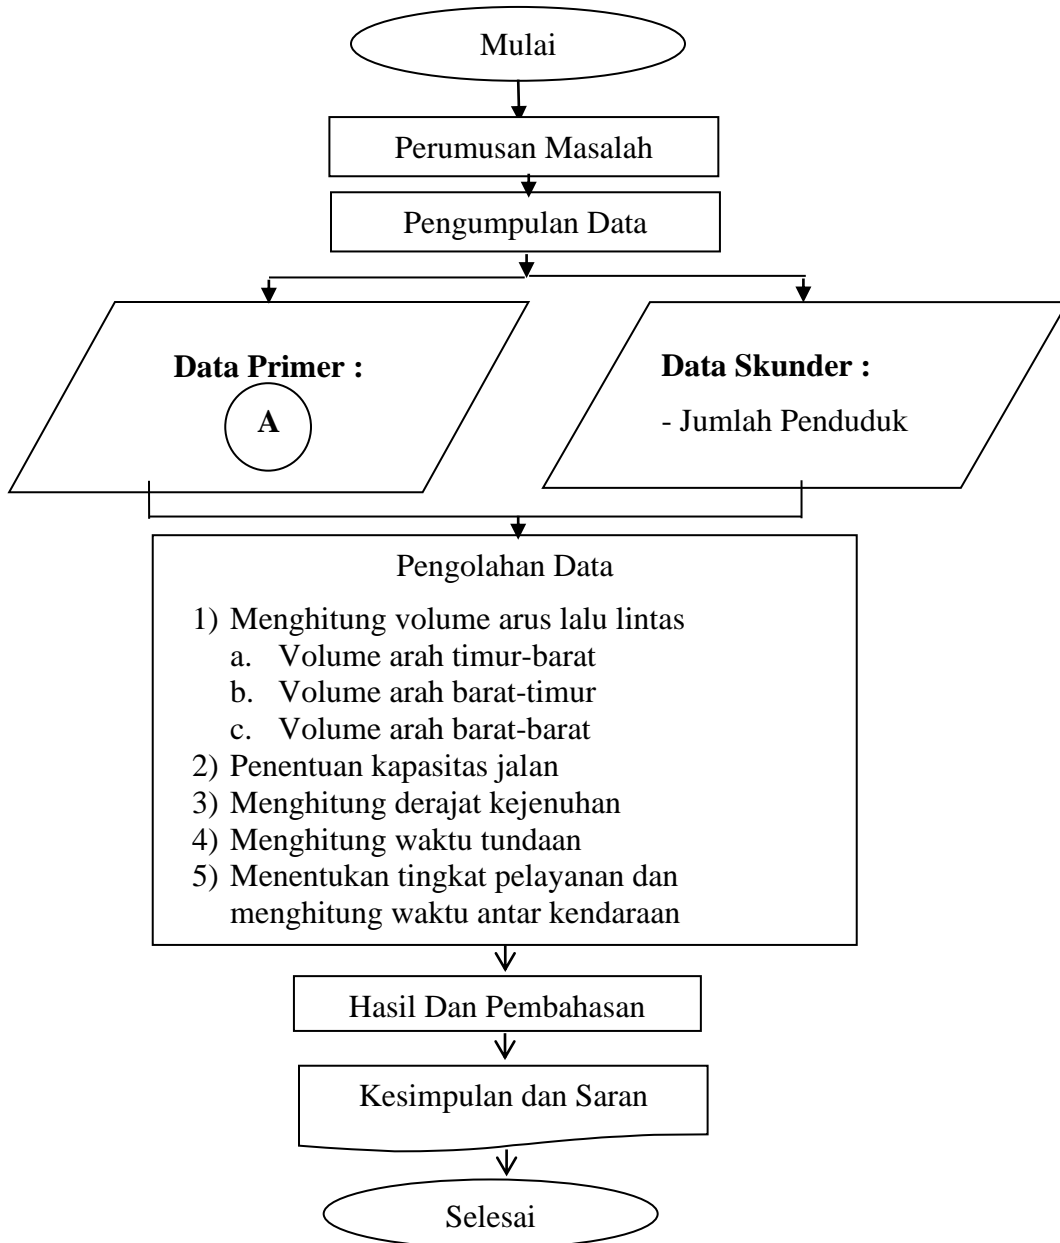 Mulai
Perumusan Masalah
Pengumpulan Data
Data Primer :
A
Data Skunder :
- Jumlah Penduduk
Pengolahan Data
1) Menghitung volume arus lalu lintas
a. Volume arah timur-barat
b. Volume arah barat-timur
c. Volume arah barat-barat
2) Penentuan kapasitas jalan
3) Menghitung derajat kejenuhan
4) Menghitung waktu tundaan
5) Menentukan tingkat pelayanan dan
menghitung waktu antar kendaraan
Hasil Dan Pembahasan
Kesimpulan dan Saran
Selesai